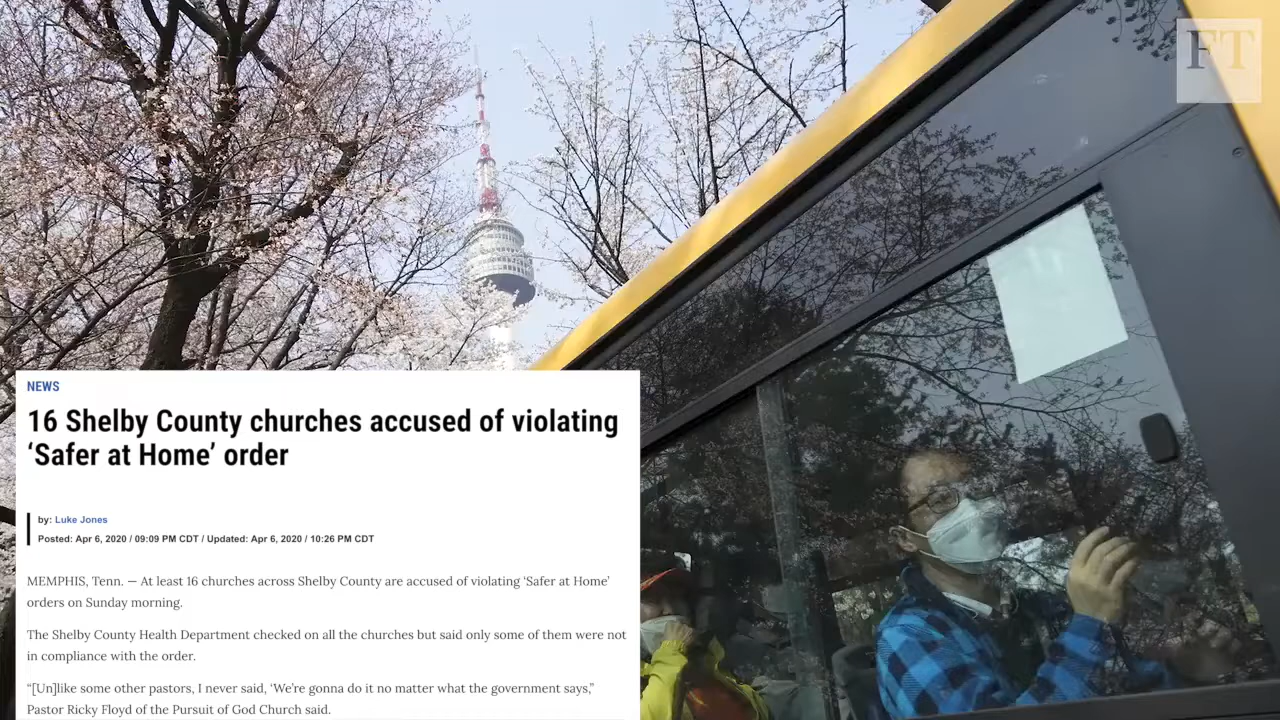 FT
NEWS
16 Shelby County churches accused of violating
‘Safer at Home’ order
by: Luke Jones
Posted: Apr 6, 2020 / 09:09 PM CDT / Updated: Apr 6, 2020 / 10:26 PM CDT
MEMPHIS, Tenn. — At least 16 churches across Shelby County are accused of violating ‘Safer at Home’
orders on Sunday morning.
The Shelby County Health Department checked on all the churches but said only some of them were not
in compliance with the order.
“[Un]like some other pastors, I never said, ‘We’re gonna do it no matter what the government says,”
Pastor Ricky Floyd of the Pursuit of God Church said.